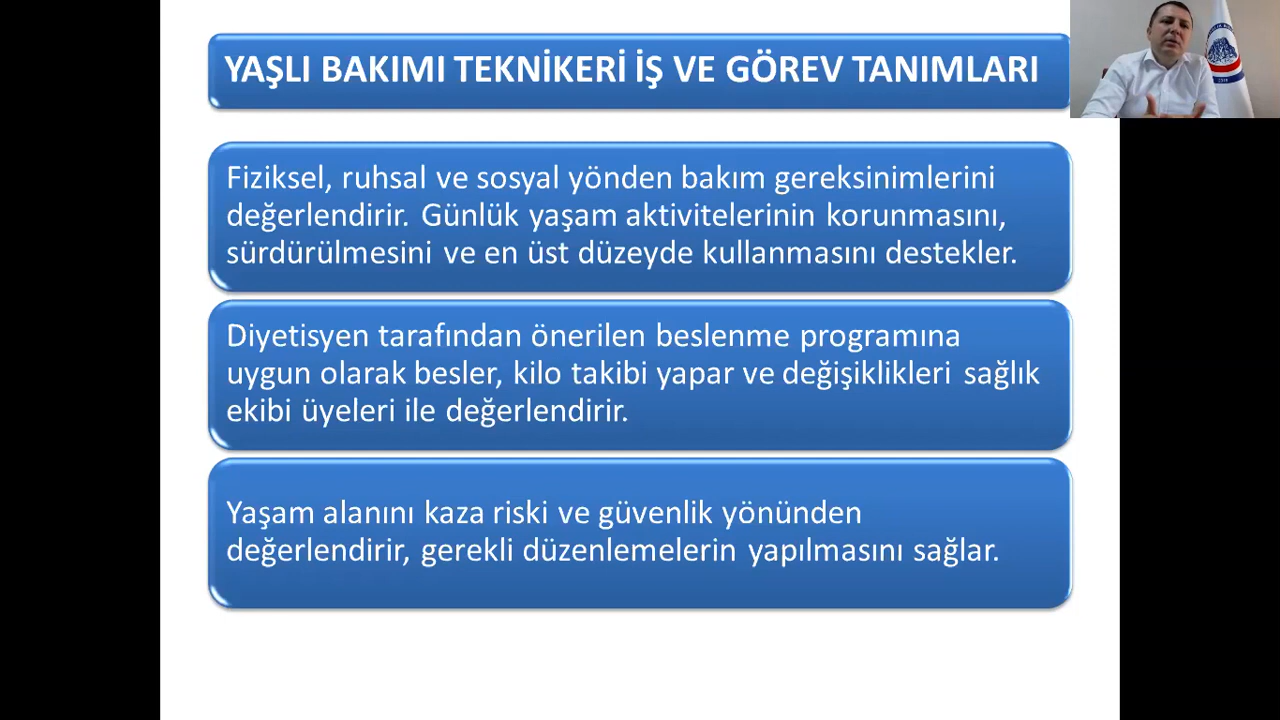 YAŞLI BAKIMI TEKNİKERİ İŞ VE GÖREV TANIMLARI
Fiziksel, ruhsal ve sosyal yönden bakım gereksinimlerini
değerlendirir. Günlük yaşam aktivitelerinin korunmasını,
sürdürülmesini ve en üst düzeyde kullanmasını destekler.
Diyetisyen tarafından önerilen beslenme programına
uygun olarak besler, kilo takibi yapar ve değişiklikleri sağlık
ekibi üyeleri ile değerlendirir.
Yaşam alanını kaza riski ve güvenlik yönünden
değerlendirir, gerekli düzenlemelerin yapılmasını sağlar.